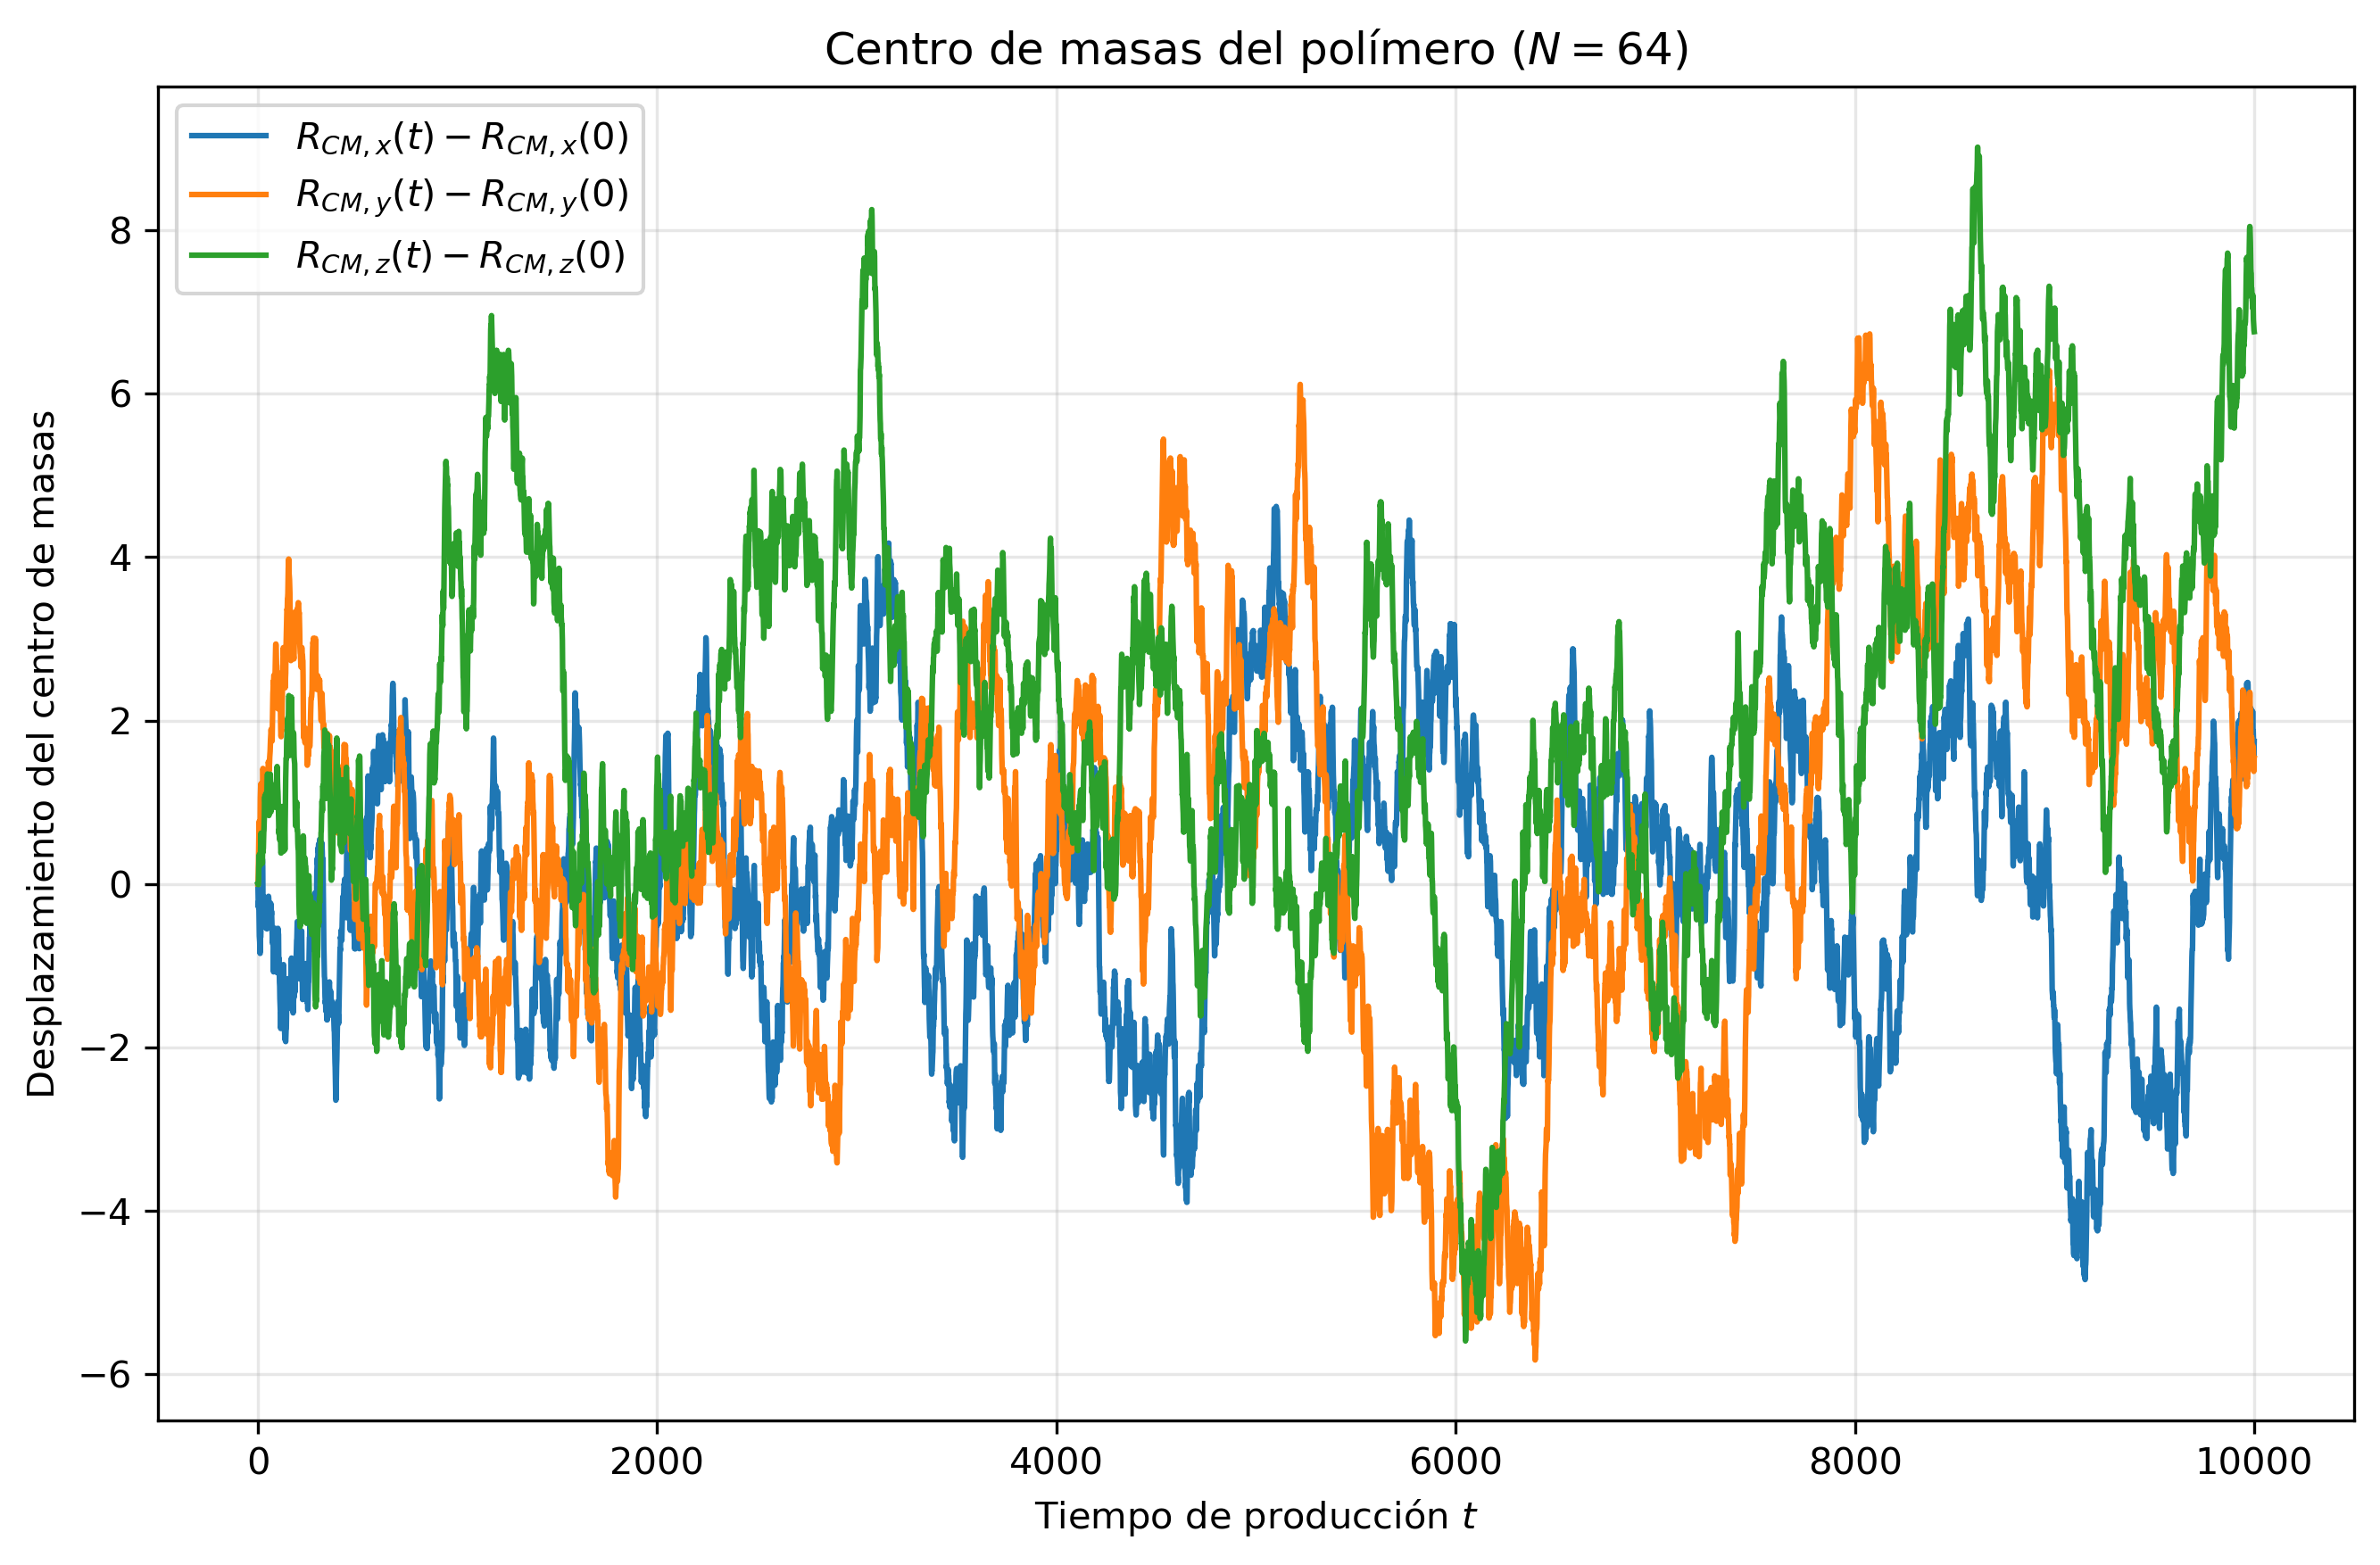 Centro de masas del polímero (N = 64)
R_{CM, x}(t) − R_{CM, x}(0)
R_{CM, y}(t) − R_{CM, y}(0)
R_{CM, z}(t) − R_{CM, z}(0)
Desplazamiento del centro de masas
8
6
4
2
0
−2
−4
−6
0 2000 4000 6000 8000 10000
Tiempo de producción t